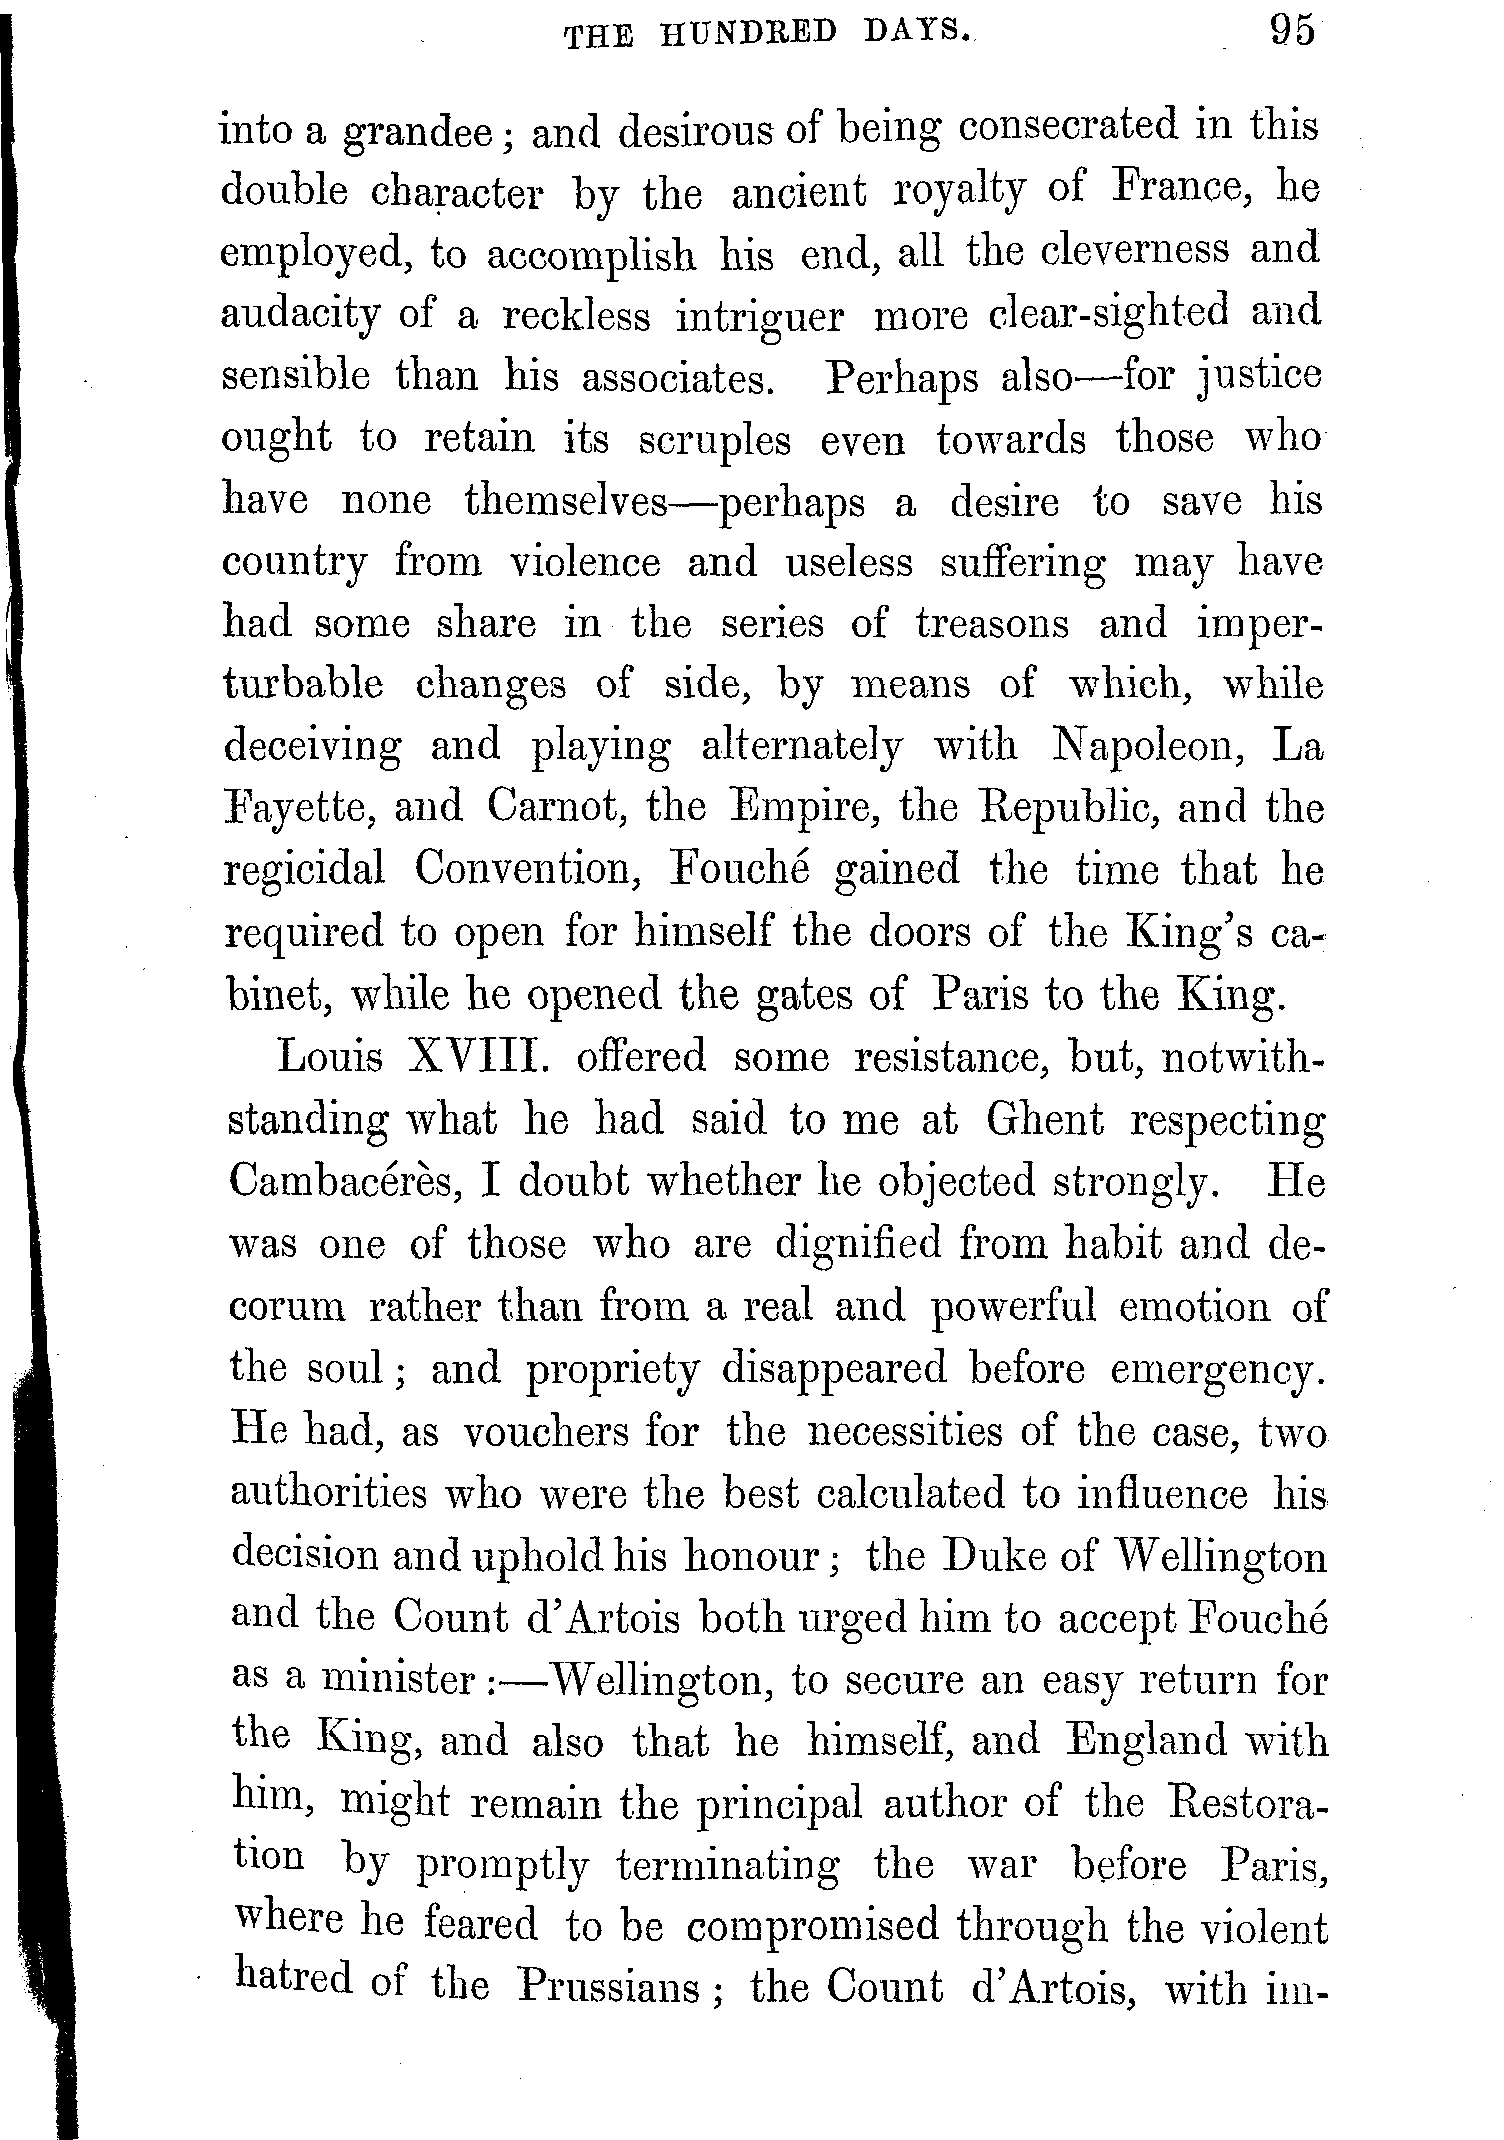 THE HUNDRED DAYS. 95
into a grandee; and desirous of being consecrated in this
double character by the ancient royalty of France, he
employed, to accomplish his end, all the cleverness and
audacity of a reckless intriguer more clear-sighted and
sensible than his associates. Perhaps also—for justice
ought to retain its scruples even towards those who
have none themselves—perhaps a desire to save his
country from violence and useless suffering may have
had some share in the series of treasons and imper-
turbable changes of side, by means of which, while
deceiving and playing alternately with Napoleon, La
Fayette, and Carnot, the Empire, the Republic, and the
regicidal Convention, Fouché gained the time that he
required to open for himself the doors of the King's ca-
binet, while he opened the gates of Paris to the King.
Louis XVIII. offered some resistance, but, notwith-
standing what he had said to me at Ghent respecting
Cambacérès, I doubt whether he objected strongly. He
was one of those who are dignified from habit and de-
corum rather than from a real and powerful emotion of
the soul; and propriety disappeared before emergency.
He had, as vouchers for the necessities of the case, two
authorities who were the best calculated to influence his
decision and uphold his honour; the Duke of Wellington
and the Count d'Artois both urged him to accept Fouché
as a minister:—Wellington, to secure an easy return for
the King, and also that he himself, and England with
him, might remain the principal author of the Restora-
tion by promptly terminating the war before Paris,
where he feared to be compromised through the violent
hatred of the Prussians; the Count d'Artois, with im-